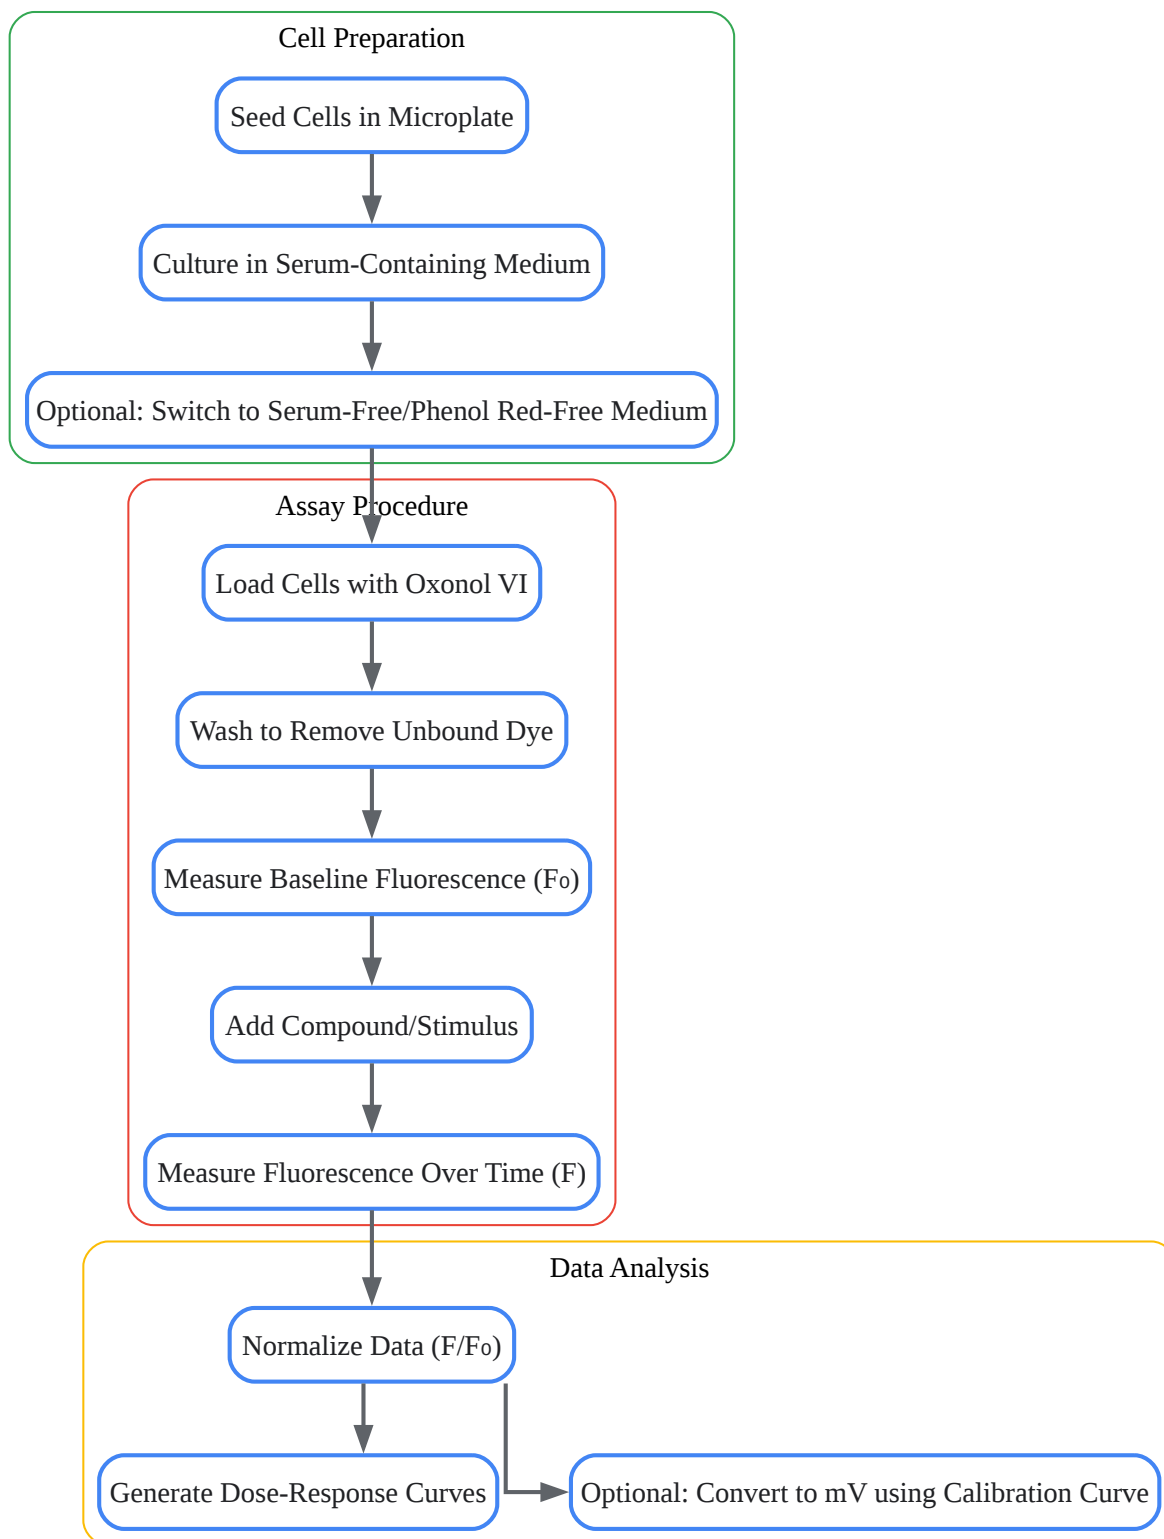 Cell Preparation
Seed Cells in Microplate
Culture in Serum-Containing Medium
Optional: Switch to Serum-Free/Phenol Red-Free Medium
Assay Procedure
Load Cells with Oxonol VI
Wash to Remove Unbound Dye
Measure Baseline Fluorescence (F₀)
Add Compound/Stimulus
Measure Fluorescence Over Time (F)
Data Analysis
Normalize Data (F/F₀)
Generate Dose-Response Curves
Optional: Convert to mV using Calibration Curve